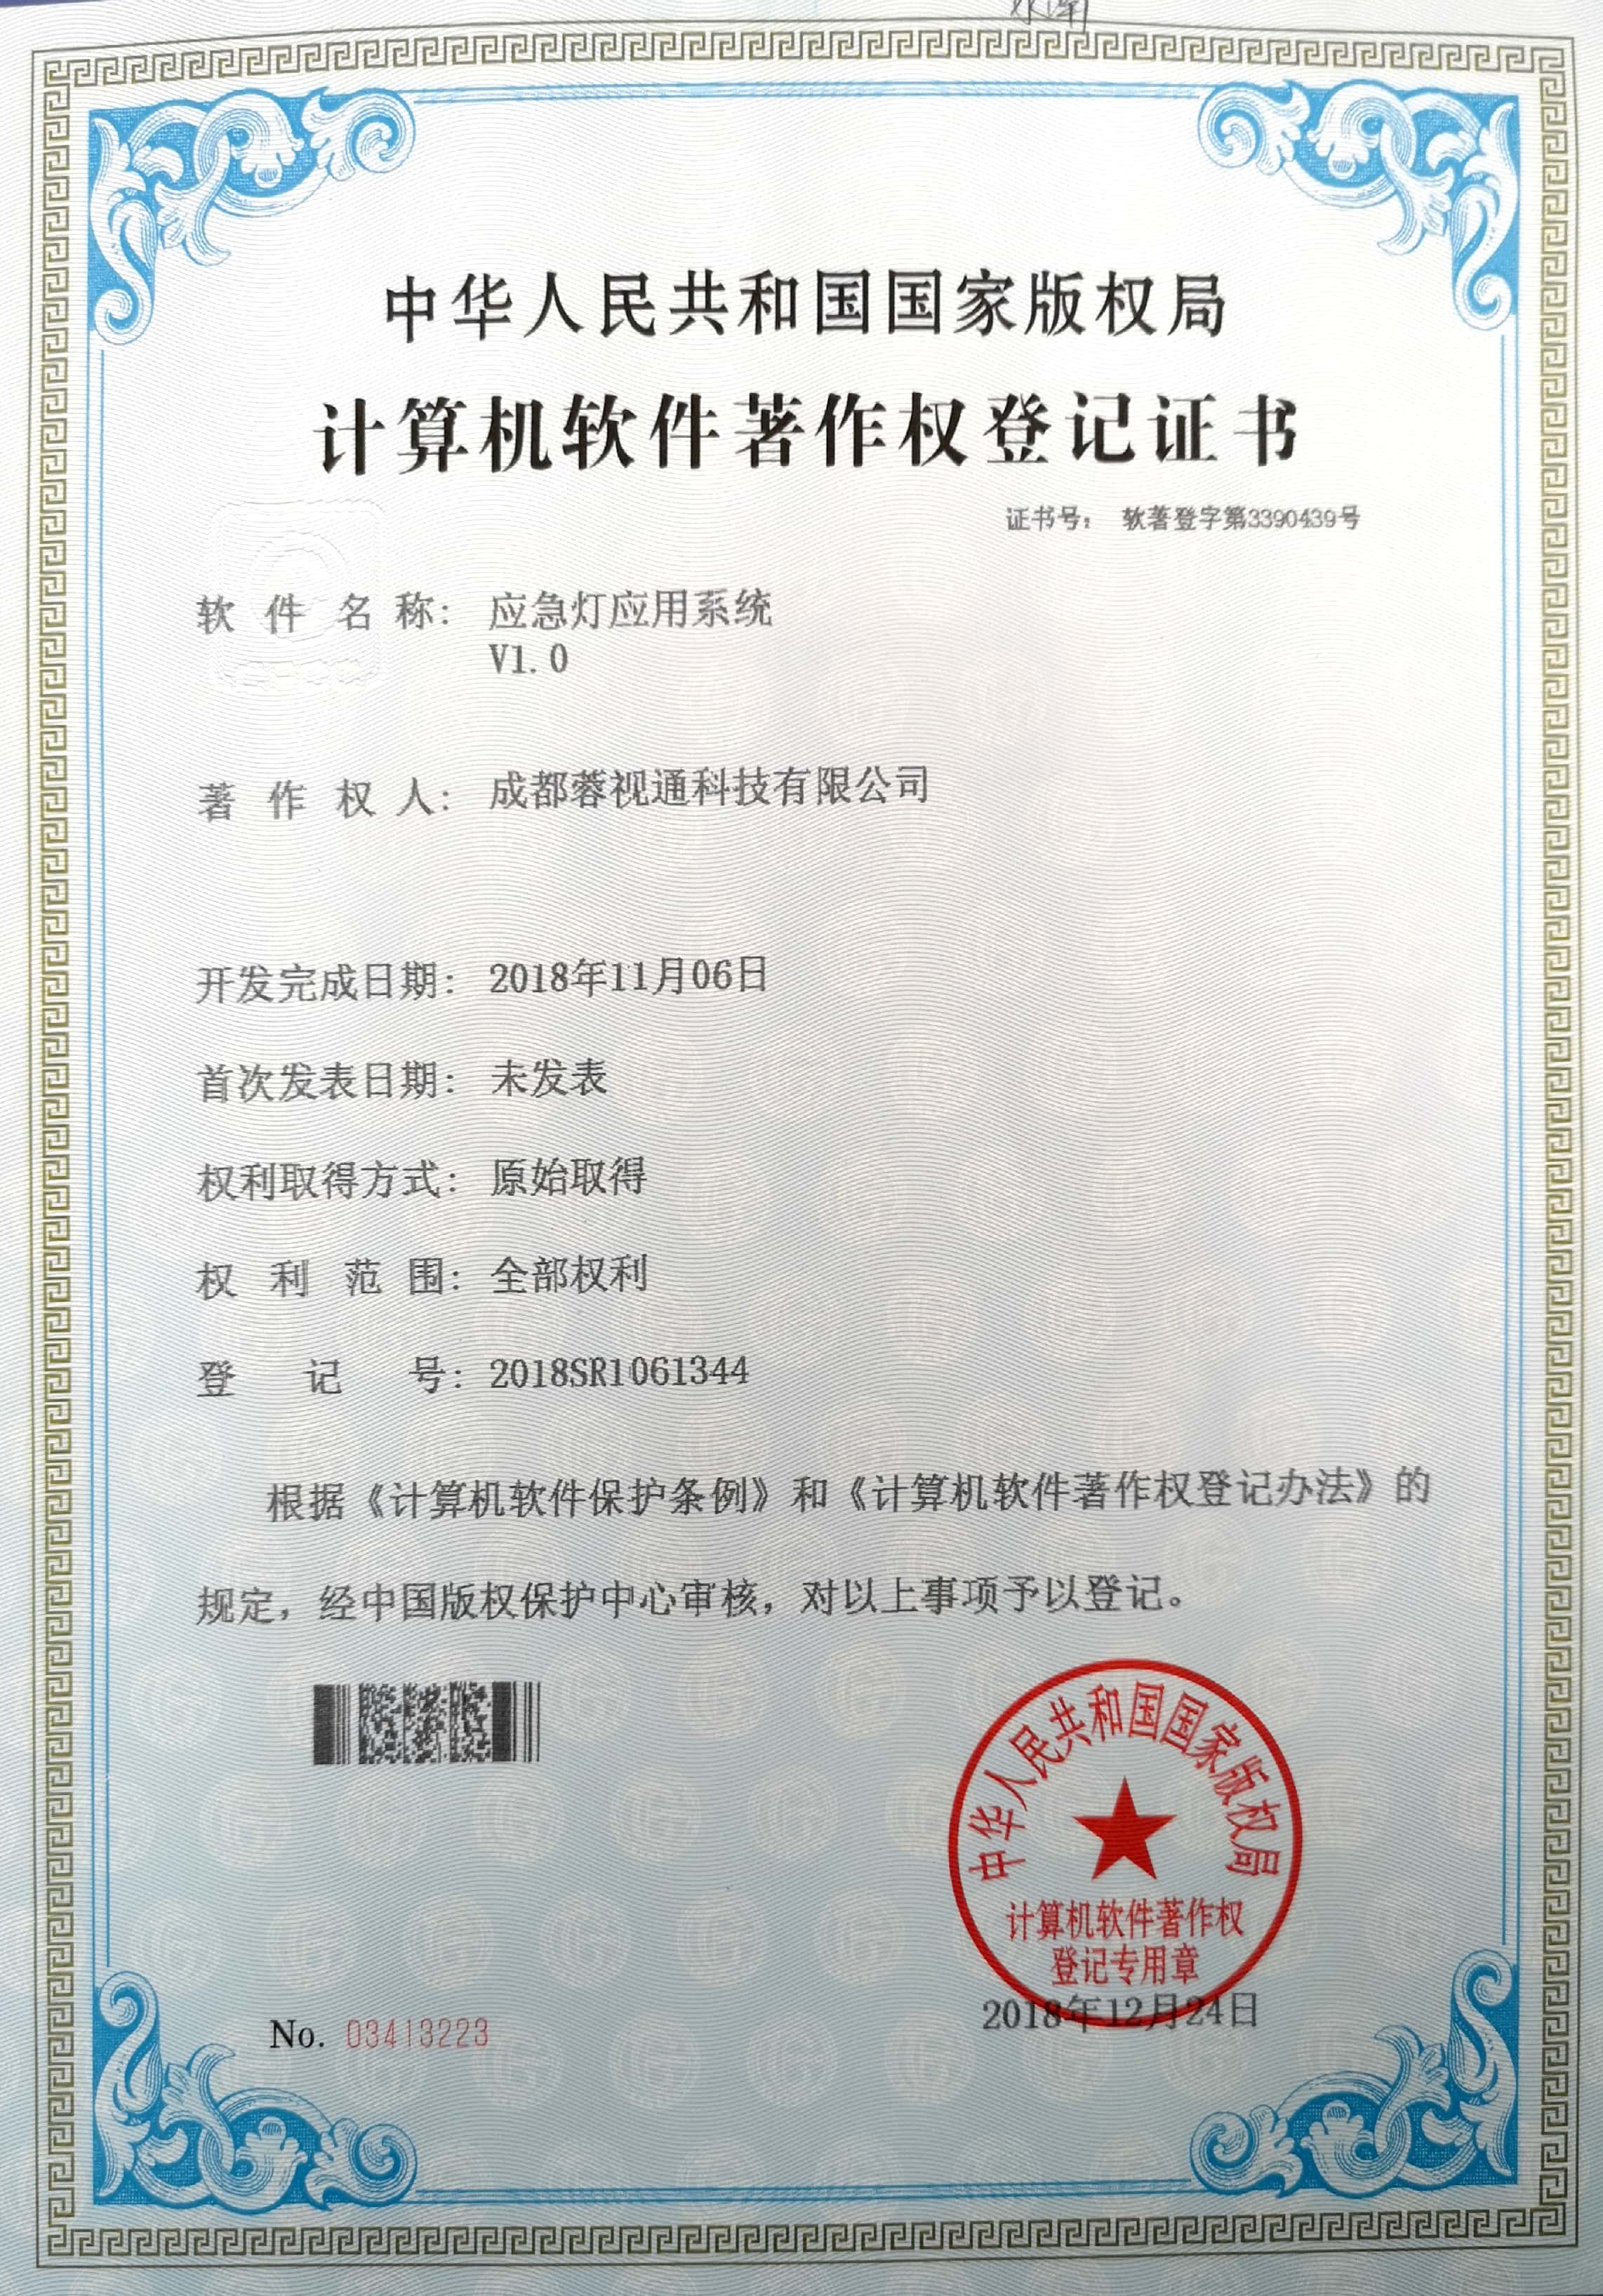 中华人民共和国国家版权局
计算机软件著作权登记证书
证书号： 软著登字第3390439号
软件名称： 应急灯应用系统
V1.0
著作权人： 成都蓉视通科技有限公司
开发完成日期： 2018年11月06日
首次发表日期： 未发表
权利取得方式： 原始取得
权利范围： 全部权利
登记号： 2018SR1061344
根据《计算机软件保护条例》和《计算机软件著作权登记办法》的
规定，经中国版权保护中心审核，对以上事项予以登记。
中华人民共和国国家版权局
计算机软件著作权
登记专用章
2018年12月24日
No. 03413223